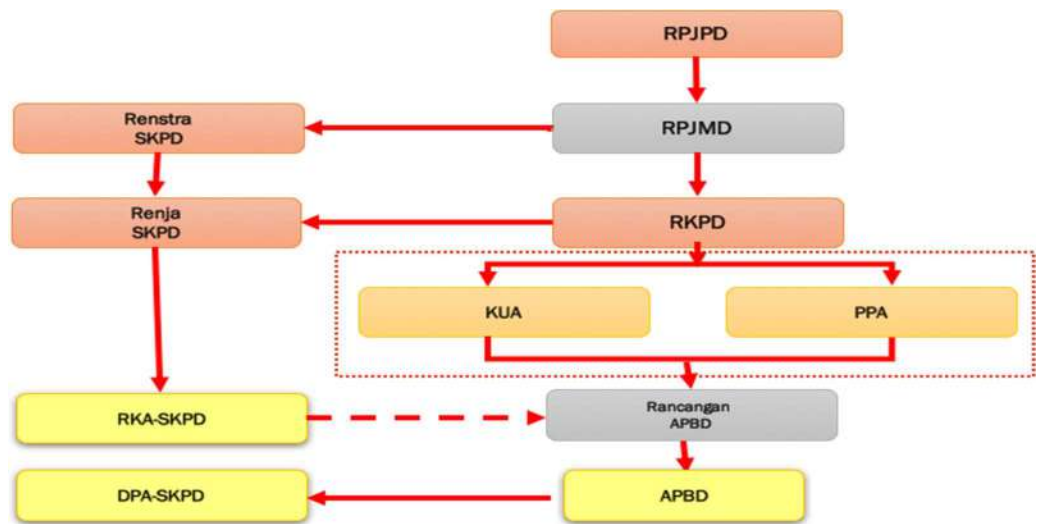 RPJPD
Renstra
SKPD
RPJMD
Renja
SKPD
RKPD
KUA
PPA
RKA-SKPD
Rancangan
APBD
DPA-SKPD
APBD